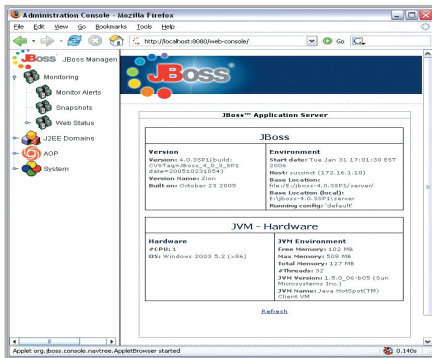 Administration Console - Mozilla Firefox
File Edit View Go Bookmarks Tools Help
http://localhost:8080/web-console/
Go
JBoss JBoss Managen
Monitoring
Monitor Alerts
Snapshots
Web Status
J2EE Domains
AOP
System
JBoss
JBoss™ Application Server
JBoss
Version
Version: 4.0.3SP1(build:
CVSTag=JBoss_4_0_3_SP1
date=200510231054)
Version Name: Zion
Built on: October 23 2005
Environment
Start date: Tue Jan 31 17:01:30 EST
2006
Host: succinct (172.16.1.10)
Base Location:
file:/E:/jboss-4.0.3SP1/server/
Base Location (local):
E:\jboss-4.0.3SP1\server
Running config: 'default'
JVM - Hardware
Hardware
#CPU: 1
OS: Windows 2003 5.2 (x86)
JVM Environment
Free Memory: 102 MB
Max Memory: 508 MB
Total Memory: 127 MB
#Threads: 32
JVM Version: 1.5.0_06-b05 (Sun
Microsystems Inc.)
JVM Name: Java HotSpot(TM)
Client VM
Refresh
Applet org.jboss.console.navtree.AppletBrowser started
0.140s